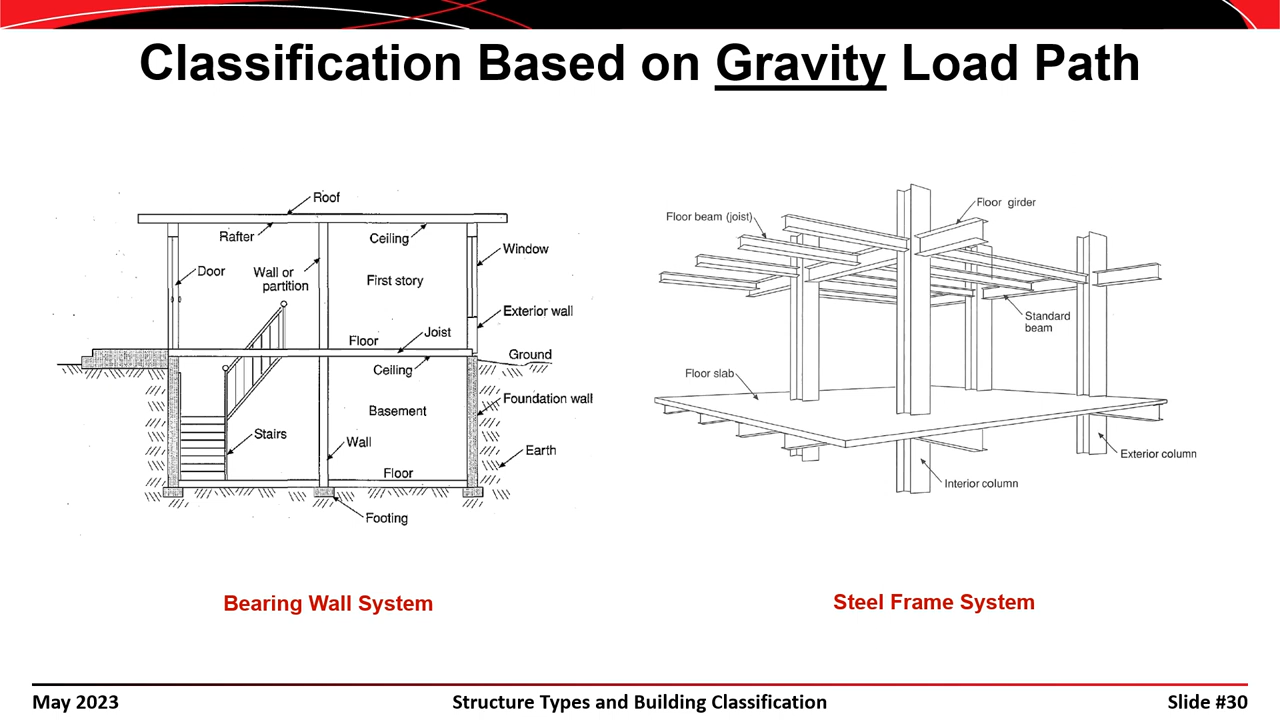 Classification Based on Gravity Load Path
Roof
Rafter
Ceiling
Window
Door
Wall or
partition
First story
Exterior wall
Joist
Floor
Ground
Ceiling
Foundation wall
Basement
Stairs
Wall
Earth
Floor
Footing
Bearing Wall System
Floor girder
Floor beam (joist)
Standard
beam
Floor slab
Exterior column
Interior column
Steel Frame System
May 2023
Structure Types and Building Classification
Slide #30